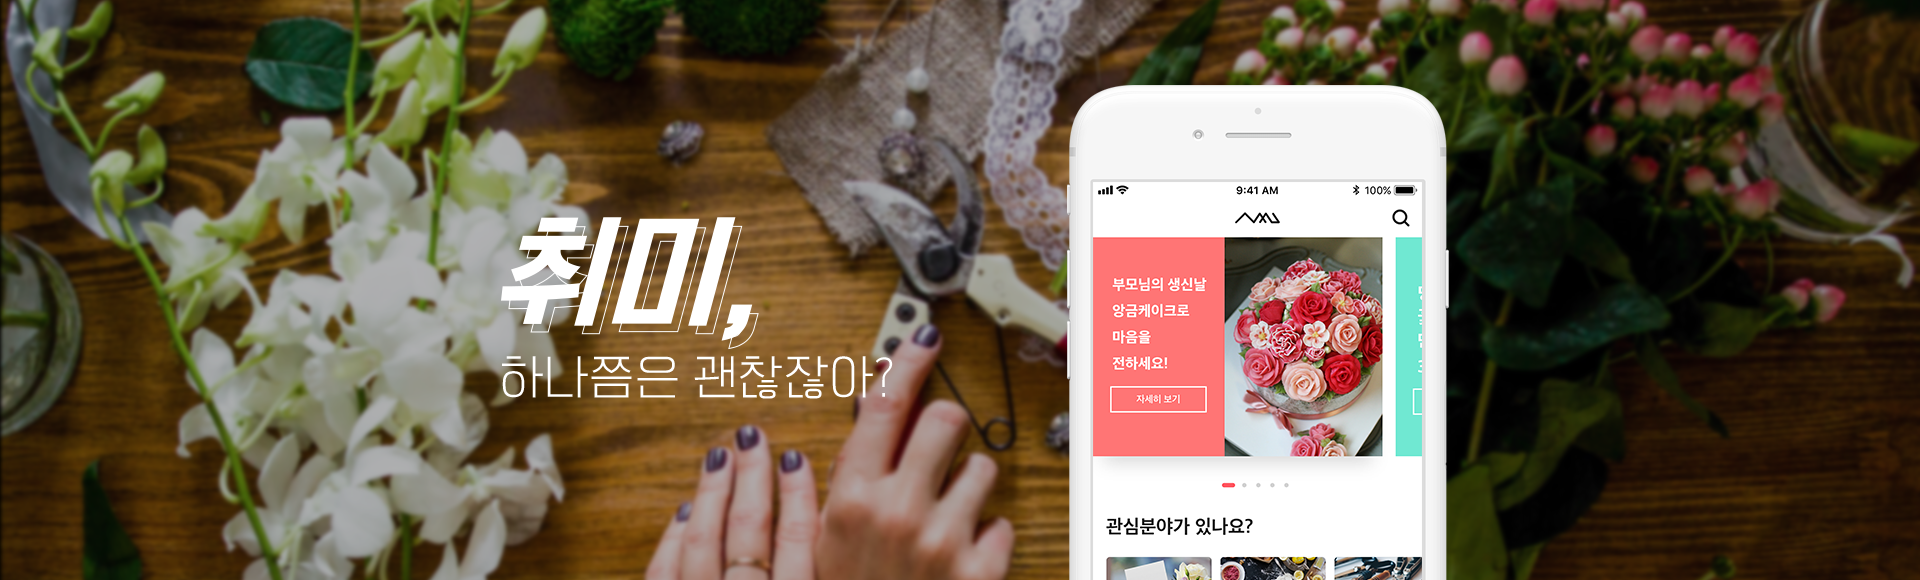 취미,
하나쯤은 괜찮잖아?
9:41 AM
100%
부모님의 생신날
앙금케이크로
마음을
전하세요!
자세히 보기
관심분야가 있나요?